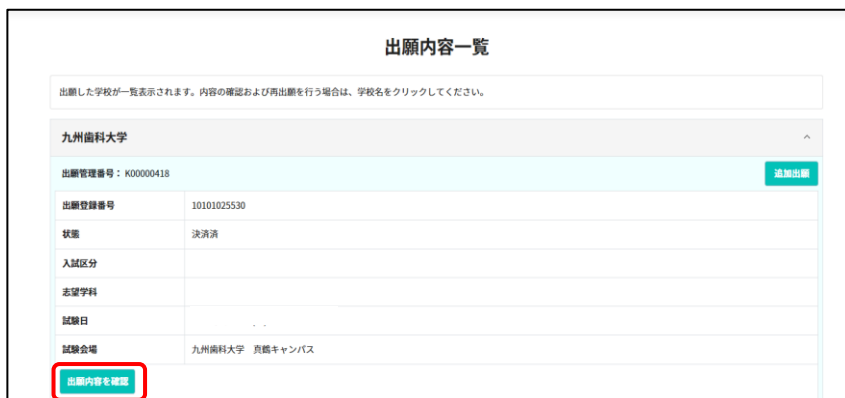 出願内容一覧
出願した学校が一覧表示されます。内容の確認および再出願を行う場合は、学校名をクリックしてください。
九州歯科大学
出願管理番号： K00000418
追加出願
出願登録番号 10101025530
状態 決済済
入試区分
志望学科
試験日
試験会場 九州歯科大学 真鶴キャンパス
出願内容を確認